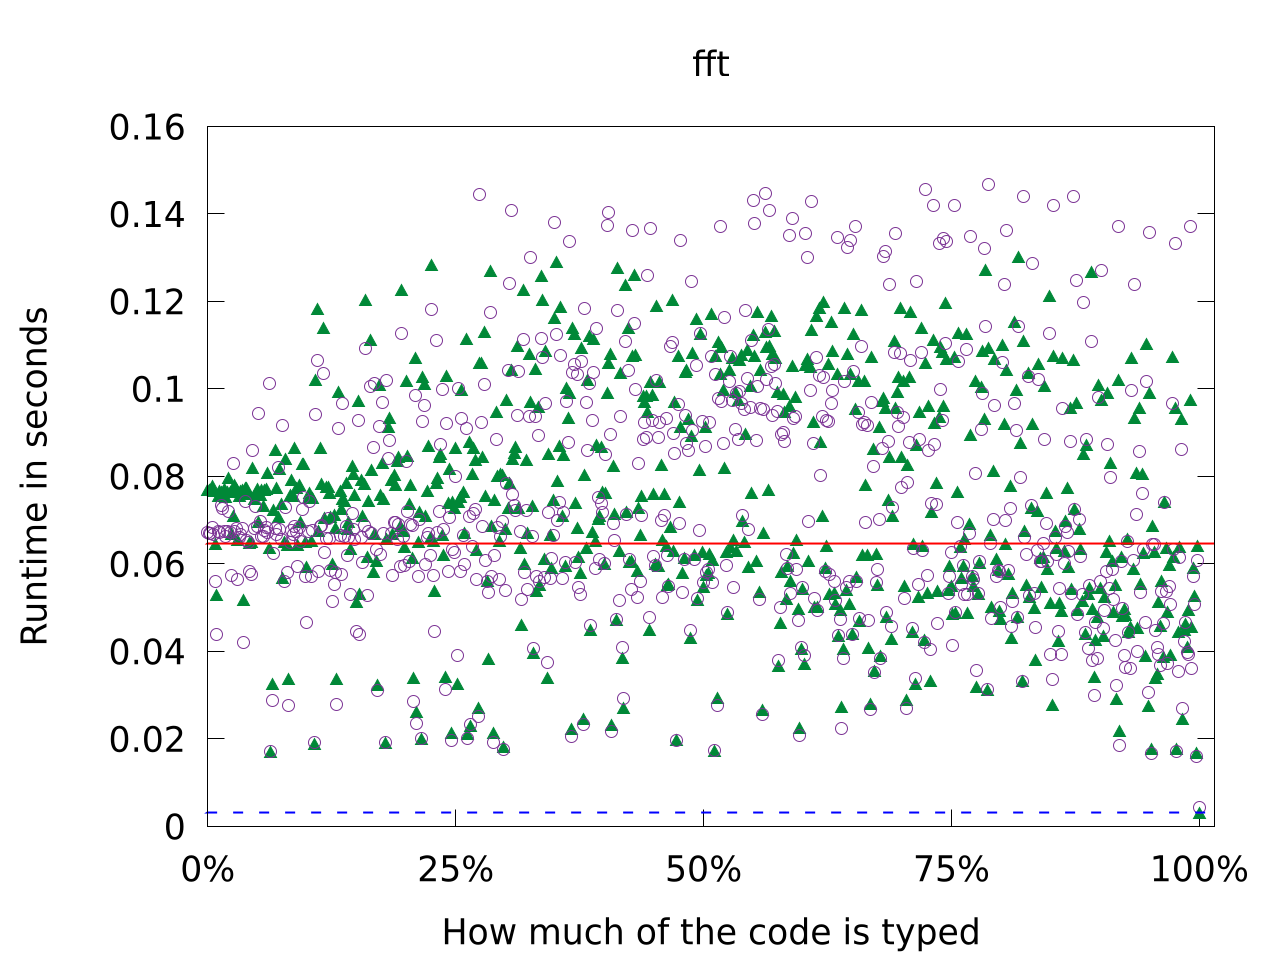 fft
0.16
0.14
0.12
0.1
0.08
0.06
0.04
0.02
0
0% 25% 50% 75% 100%
Runtime in seconds
How much of the code is typed